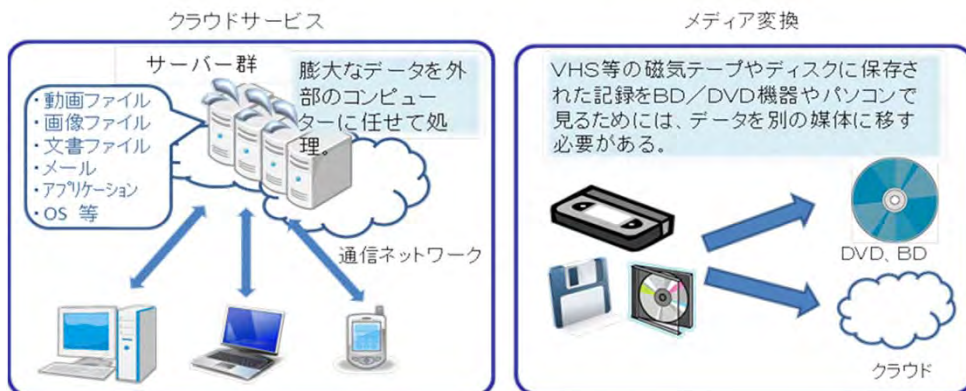 クラウドサービス
サーバー群
膨大なデータを外
部のコンピュー
ターに任せて処
理。
・動画ファイル
・画像ファイル
・文書ファイル
・メール
・アプリケーション
・OS 等
通信ネットワーク
メディア変換
VHS等の磁気テープやディスクに保存さ
れた記録をBD/DVD機器やパソコンで
見るためには、データを別の媒体に移す
必要がある。
DVD、BD
クラウド